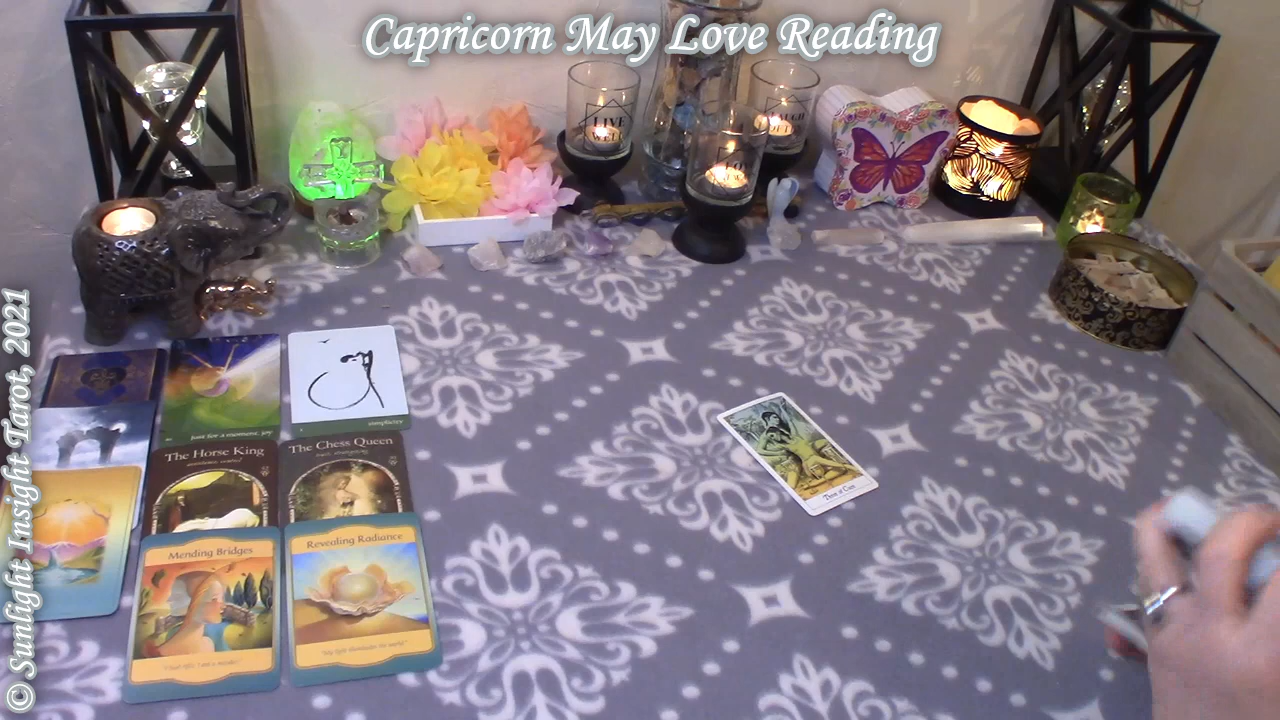 Capricorn May Love Reading
LIVE
WELL
Just for a moment, joy
simplicity
The Horse King
The Chess Queen
Mending Bridges
Revealing Radiance
Three of Cups
© Sunlight Insight Tarot, 2021